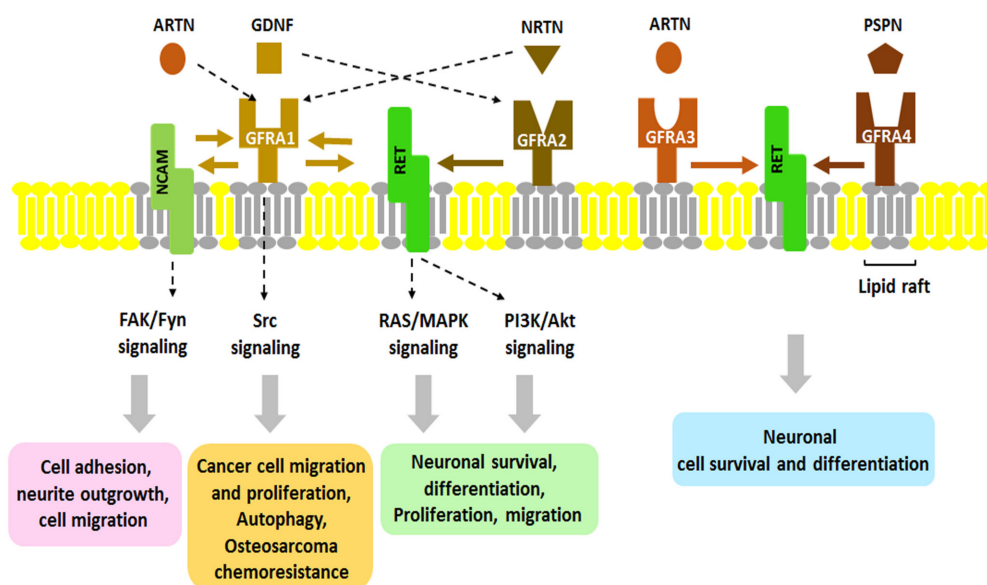 ARTN
GDNF
NRTN
ARTN
PSPN
GFRA1
GFRA2
GFRA3
GFRA4
NCAM
RET
RET
Lipid raft
FAK/Fyn
signaling
Src
signaling
RAS/MAPK
signaling
PI3K/Akt
signaling
Cell adhesion,
neurite outgrowth,
cell migration
Cancer cell migration
and proliferation,
Autophagy,
Osteosarcoma
chemoresistance
Neuronal survival,
differentiation,
Proliferation, migration
Neuronal
cell survival and differentiation